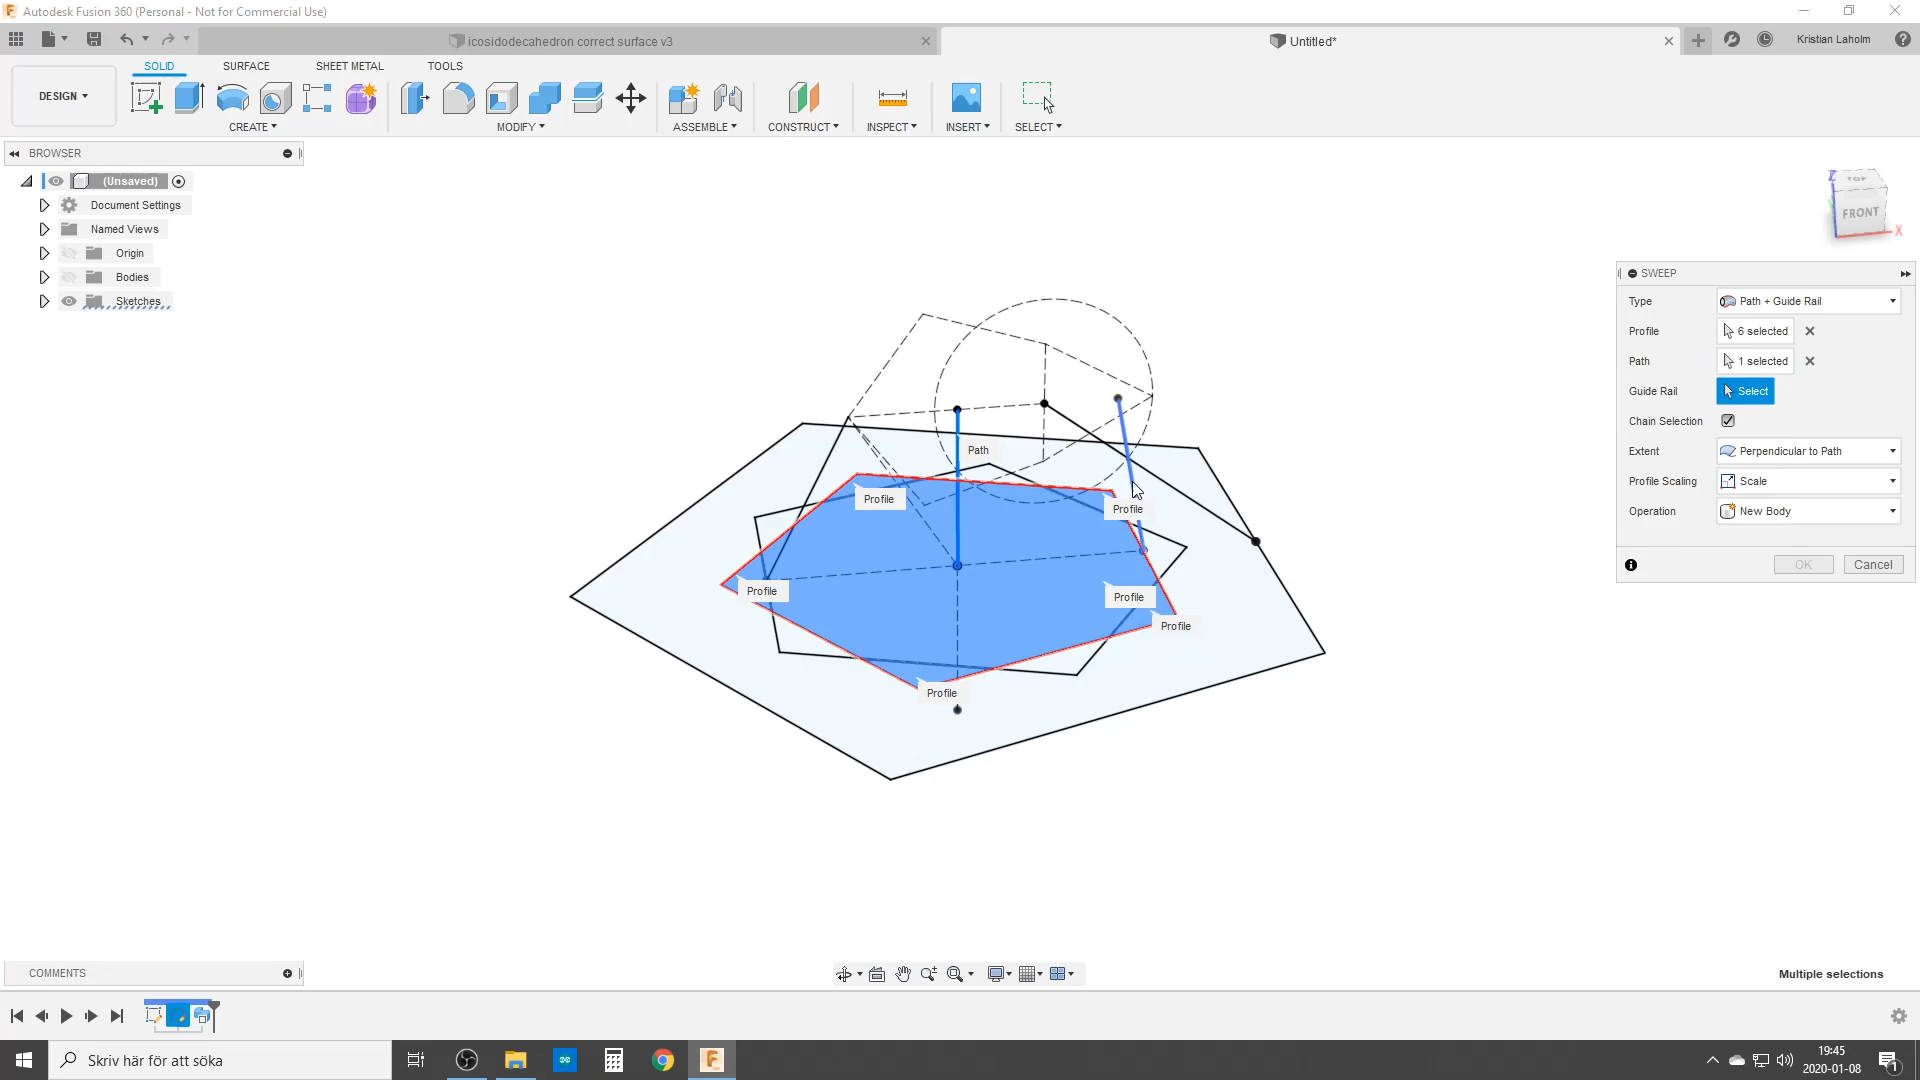 Autodesk Fusion 360 (Personal - Not for Commercial Use)
icosidodecahedron correct surface v3
Untitled*
Kristian Laholm
SOLID
SURFACE
SHEET METAL
TOOLS
DESIGN
CREATE
MODIFY
ASSEMBLE
CONSTRUCT
INSPECT
INSERT
SELECT
BROWSER
(Unsaved)
Document Settings
Named Views
Origin
Bodies
Sketches
Z
TOP
FRONT
X
SWEEP
Type
Path + Guide Rail
Profile
6 selected
Path
1 selected
Guide Rail
Select
Chain Selection
Extent
Perpendicular to Path
Profile Scaling
Scale
Operation
New Body
OK
Cancel
Path
Profile
Profile
Profile
Profile
Profile
Profile
COMMENTS
Multiple selections
Skriv här för att söka
19:45
2020-01-08
1